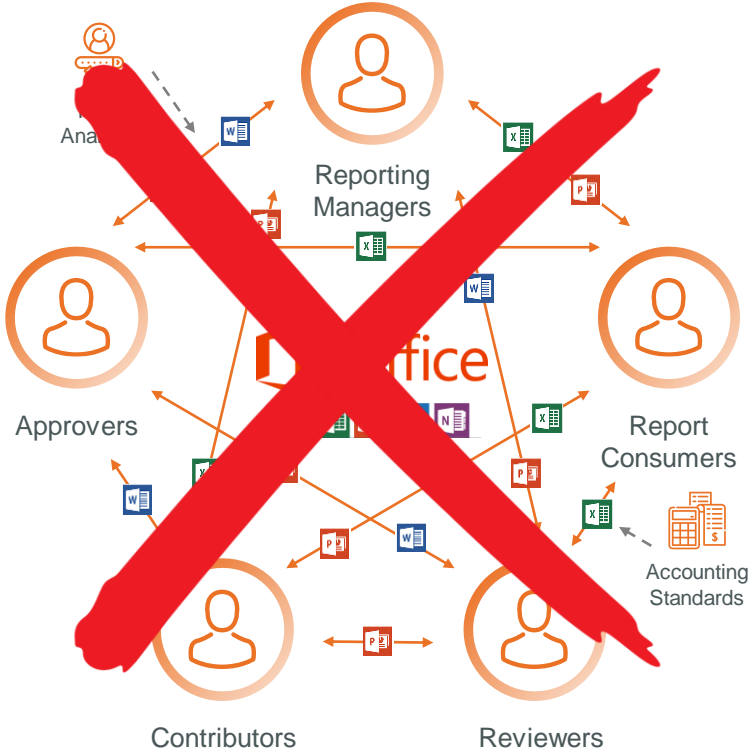 Reporting
Managers
Approvers
Report
Consumers
Accounting
Standards
Contributors
Reviewers